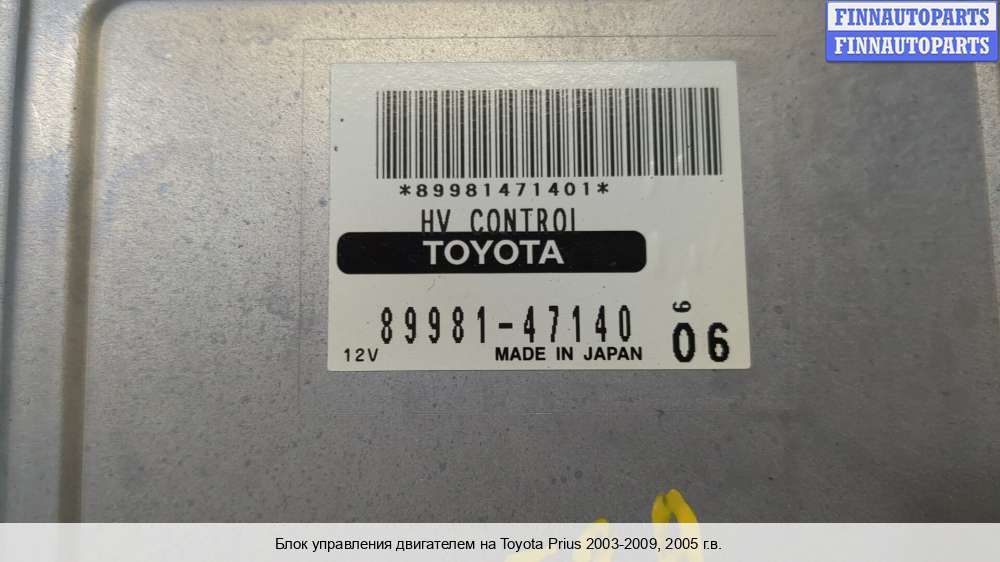 FINNAUTOPARTS
FINNAUTOPARTS
*89981471401*
HV CONTROL
TOYOTA
89981-47140
6
06
12V
MADE IN JAPAN
Блок управления двигателем на Toyota Prius 2003-2009, 2005 г.в.